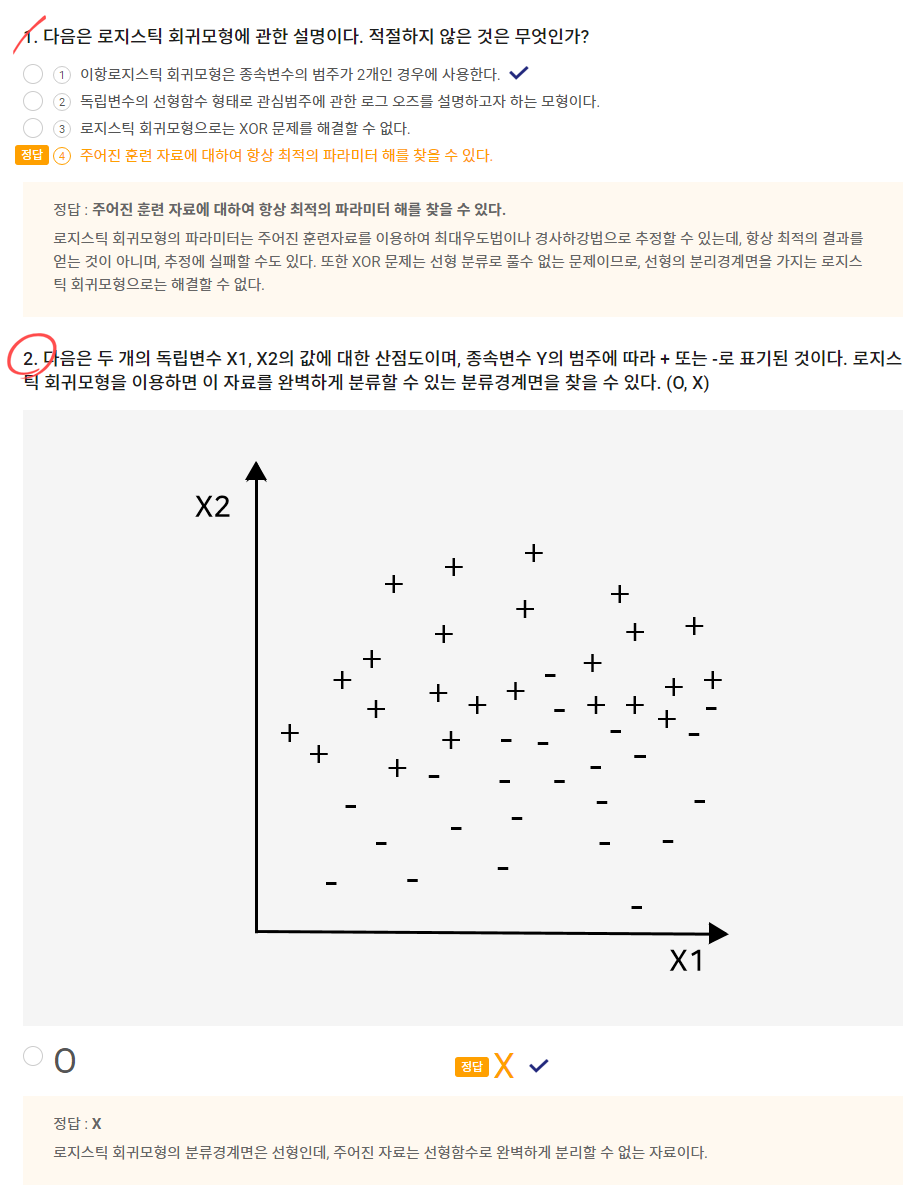 1. 다음은 로지스틱 회귀모형에 관한 설명이다. 적절하지 않은 것은 무엇인가?
1 이항로지스틱 회귀모형은 종속변수의 범주가 2개인 경우에 사용한다.
2 독립변수의 선형함수 형태로 관심범주에 관한 로그 오즈를 설명하고자 하는 모형이다.
3 로지스틱 회귀모형으로는 XOR 문제를 해결할 수 없다.
정답 4 주어진 훈련 자료에 대하여 항상 최적의 파라미터 해를 찾을 수 있다.
정답 : 주어진 훈련 자료에 대하여 항상 최적의 파라미터 해를 찾을 수 있다.
로지스틱 회귀모형의 파라미터는 주어진 훈련자료를 이용하여 최대우도법이나 경사하강법으로 추정할 수 있는데, 항상 최적의 결과를
얻는 것이 아니며, 추정에 실패할 수도 있다. 또한 XOR 문제는 선형 분류로 풀수 없는 문제이므로, 선형의 분리경계면을 가지는 로지스
틱 회귀모형으로는 해결할 수 없다.
2. 다음은 두 개의 독립변수 X1, X2의 값에 대한 산점도이며, 종속변수 Y의 범주에 따라 + 또는 -로 표기된 것이다. 로지스
틱 회귀모형을 이용하면 이 자료를 완벽하게 분류할 수 있는 분류경계면을 찾을 수 있다. (O, X)
X2
X1
O
정답 X
정답 : X
로지스틱 회귀모형의 분류경계면은 선형인데, 주어진 자료는 선형함수로 완벽하게 분리할 수 없는 자료이다.